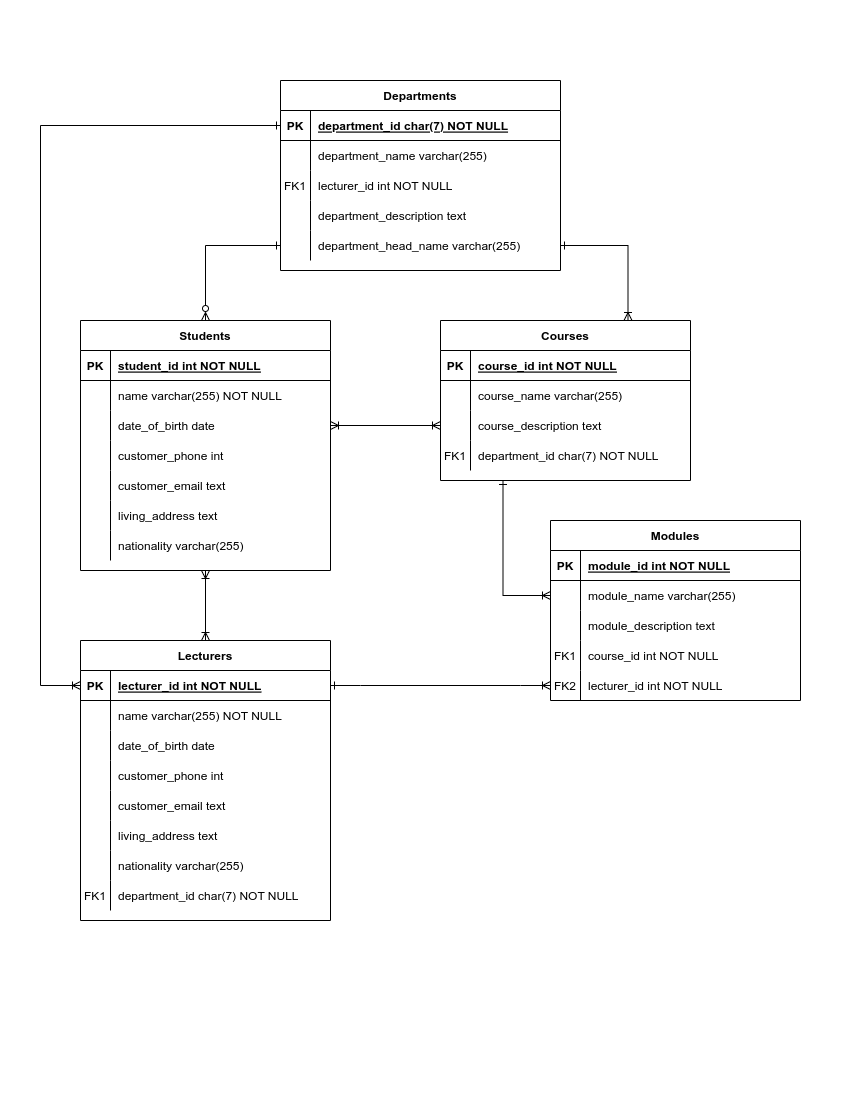 Departments
PK department_id char(7) NOT NULL
department_name varchar(255)
FK1 lecturer_id int NOT NULL
department_description text
department_head_name varchar(255)
Students
PK student_id int NOT NULL
name varchar(255) NOT NULL
date_of_birth date
customer_phone int
customer_email text
living_address text
nationality varchar(255)
Courses
PK course_id int NOT NULL
course_name varchar(255)
course_description text
FK1 department_id char(7) NOT NULL
Modules
PK module_id int NOT NULL
module_name varchar(255)
module_description text
FK1 course_id int NOT NULL
FK2 lecturer_id int NOT NULL
Lecturers
PK lecturer_id int NOT NULL
name varchar(255) NOT NULL
date_of_birth date
customer_phone int
customer_email text
living_address text
nationality varchar(255)
FK1 department_id char(7) NOT NULL